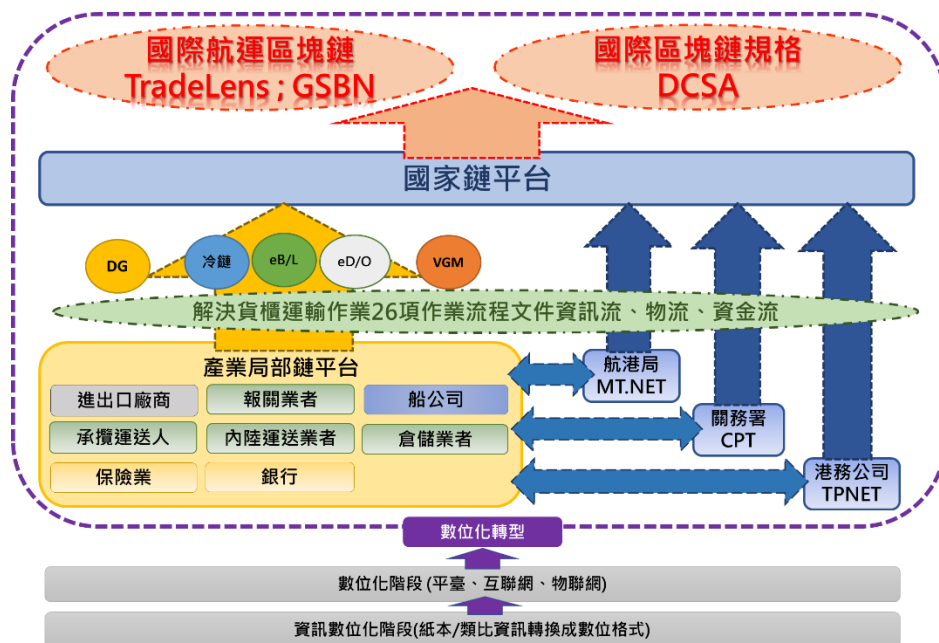 國際航運區塊鏈
TradeLens ; GSBN
國際區塊鏈規格
DCSA
國家鏈平台
DG
冷鏈
eB/L
eD/O
VGM
解決貨櫃運輸作業26項作業流程文件資訊流、物流、資金流
產業局部鏈平台
進出口廠商
報關業者
船公司
承攬運送人
內陸運送業者
倉儲業者
保險業
銀行
航港局
MT.NET
關務署
CPT
港務公司
TPNET
數位化轉型
數位化階段 (平臺、互聯網、物聯網)
資訊數位化階段(紙本/類比資訊轉換成數位格式)